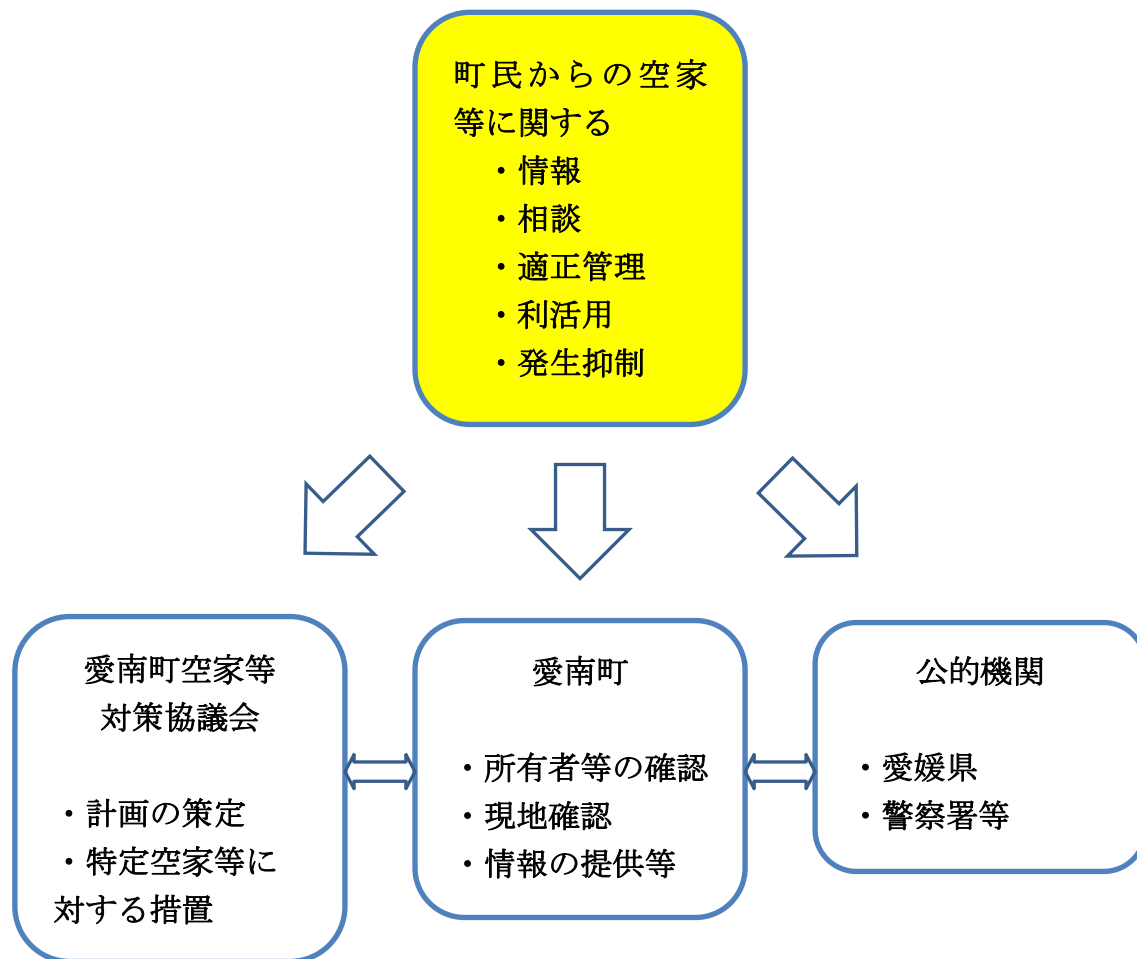 町民からの空家
等に関する
・情報
・相談
・適正管理
・利活用
・発生抑制
愛南町空家等
対策協議会
・計画の策定
・特定空家等に
対する措置
愛南町
・所有者等の確認
・現地確認
・情報の提供等
公的機関
・愛媛県
・警察署等